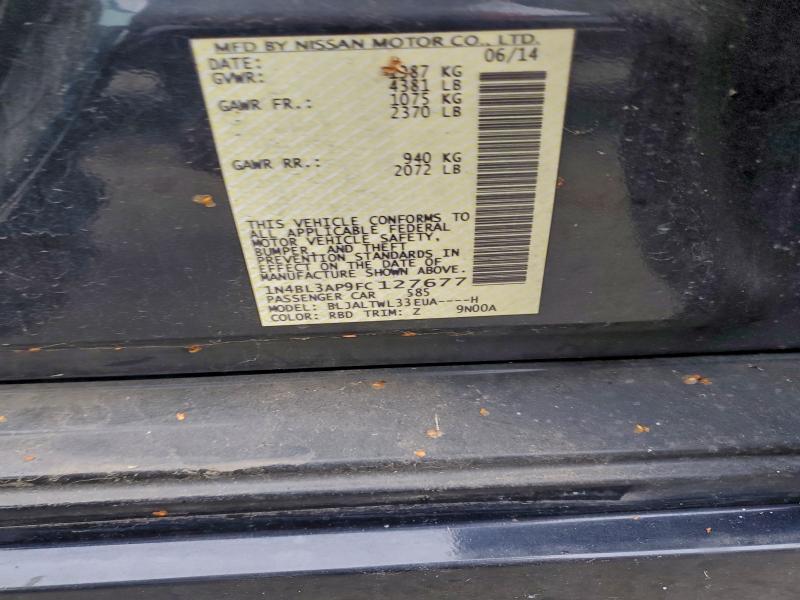 MFD BY NISSAN MOTOR CO., LTD.
DATE: 06/14
GVWR: 1987 KG
4381 LB
GAWR FR.: 1075 KG
2370 LB
GAWR RR.: 940 KG
2072 LB
THIS VEHICLE CONFORMS TO
ALL APPLICABLE FEDERAL
MOTOR VEHICLE SAFETY,
BUMPER, AND THEFT
PREVENTION STANDARDS IN
EFFECT ON THE DATE OF
MANUFACTURE SHOWN ABOVE.
1N4BL3AP9FC127677
PASSENGER CAR 585
MODEL: BLJALTWL33EUA----H
COLOR: RBD TRIM: Z 9N00A